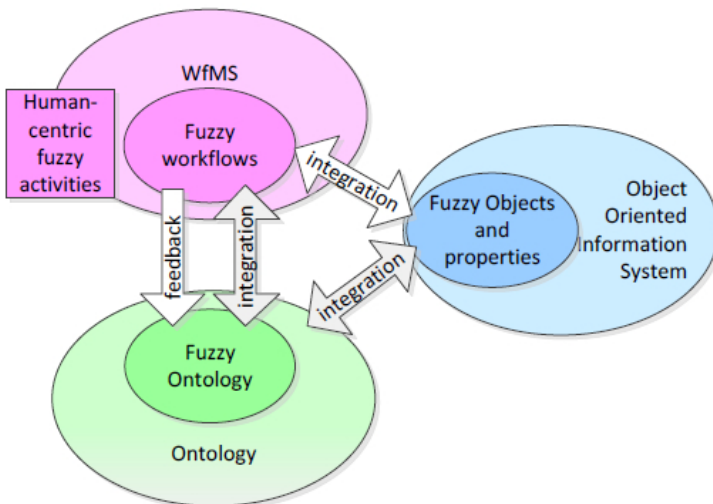 WfMS
Human-
centric
fuzzy
activities
Fuzzy
workflows
integration
Fuzzy Objects
and
properties
Object
Oriented
Information
System
feedback
integration
integration
Fuzzy
Ontology
Ontology